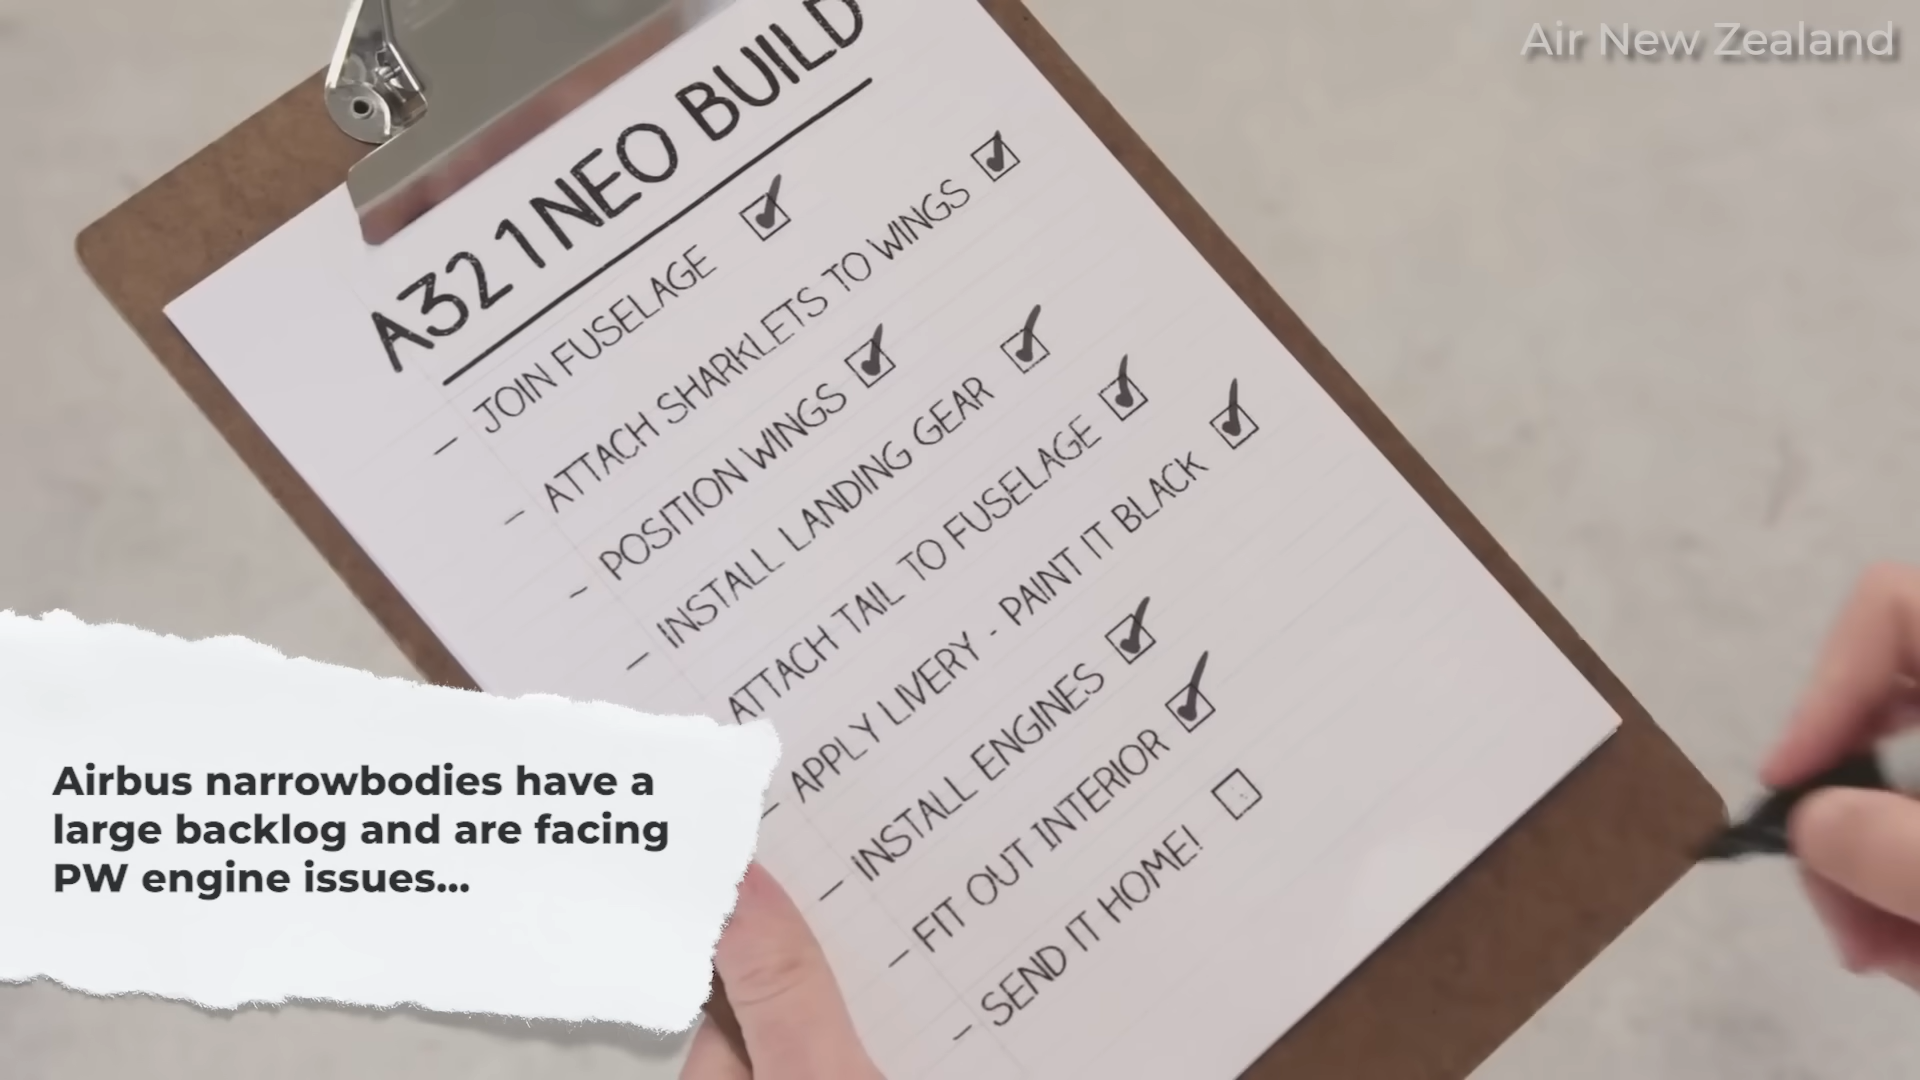 Air New Zealand
A321NEO BUILD
– JOIN FUSELAGE
– ATTACH SHARKLETS TO WINGS
– POSITION WINGS
– INSTALL LANDING GEAR
ATTACH TAIL TO FUSELAGE
– APPLY LIVERY - PAINT IT BLACK
– INSTALL ENGINES
– FIT OUT INTERIOR
– SEND IT HOME!
Airbus narrowbodies have a
large backlog and are facing
PW engine issues...